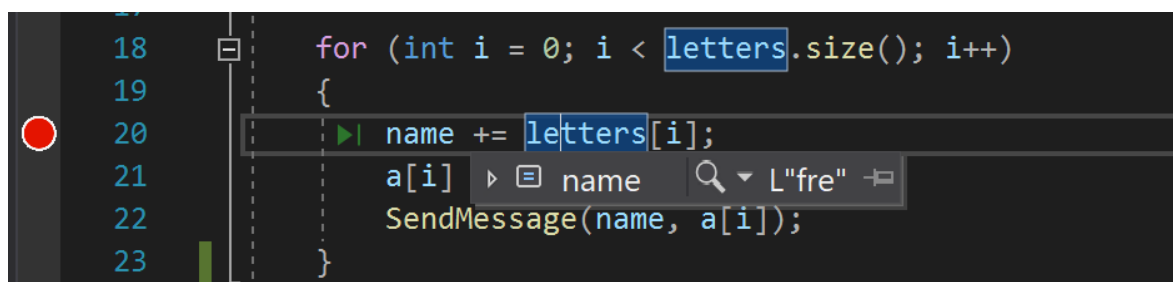 18 for (int i = 0; i < letters.size(); i++)
19 {
20 name += letters[i];
21 a[i] name L"fre"
22 SendMessage(name, a[i]);
23 }